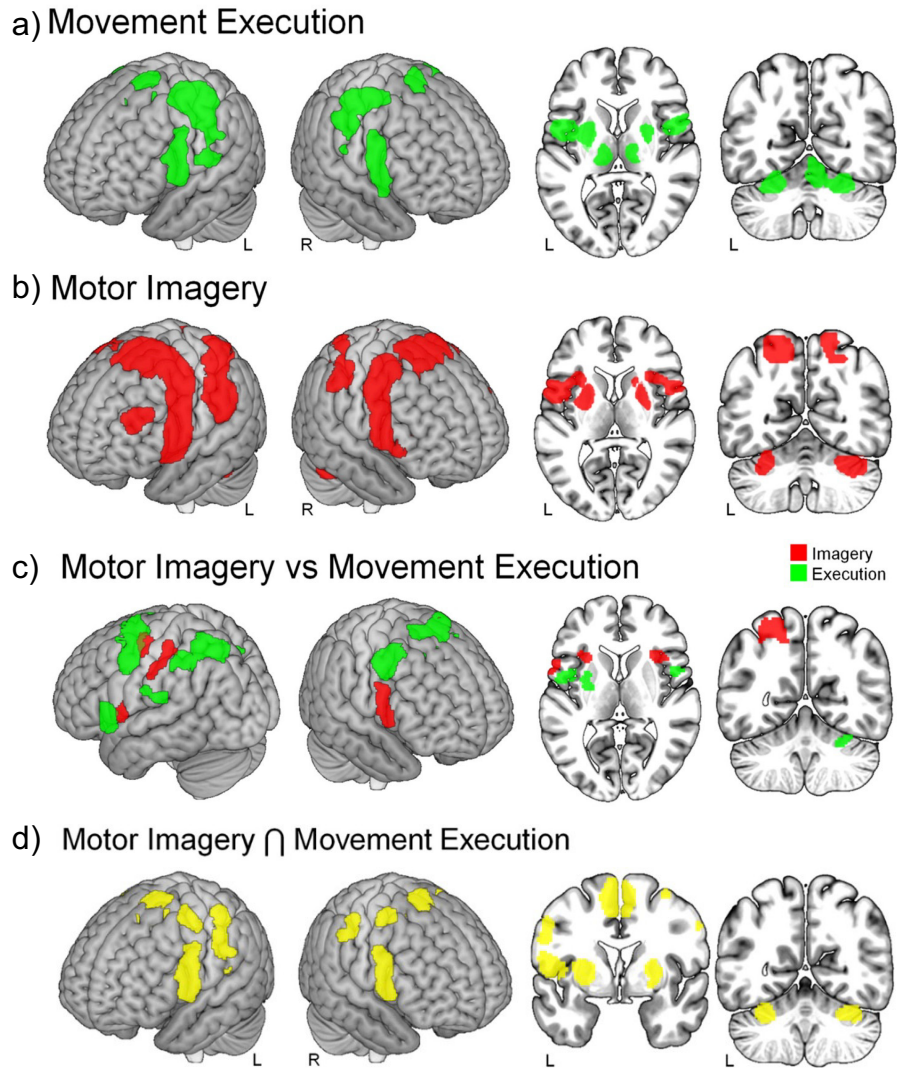 a) Movement Execution
L R L L
b) Motor Imagery
L R L L
c) Motor Imagery vs Movement Execution
Imagery
Execution
d) Motor Imagery ⋂ Movement Execution
L R L L